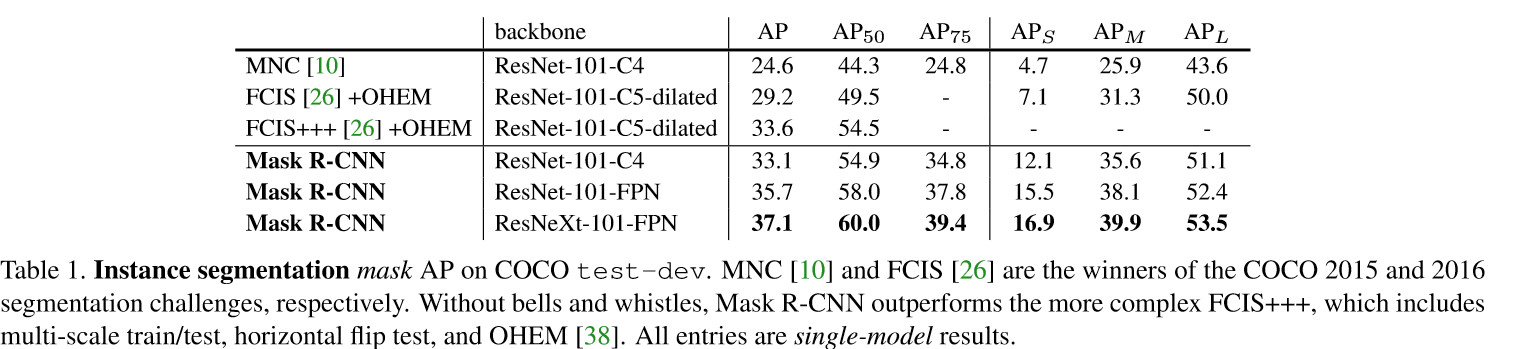 backbone AP AP50 AP75 APS APM APL
MNC [10] ResNet-101-C4 24.6 44.3 24.8 4.7 25.9 43.6
FCIS [26] +OHEM ResNet-101-C5-dilated 29.2 49.5 - 7.1 31.3 50.0
FCIS+++ [26] +OHEM ResNet-101-C5-dilated 33.6 54.5 - - - -
Mask R-CNN ResNet-101-C4 33.1 54.9 34.8 12.1 35.6 51.1
Mask R-CNN ResNet-101-FPN 35.7 58.0 37.8 15.5 38.1 52.4
Mask R-CNN ResNeXt-101-FPN 37.1 60.0 39.4 16.9 39.9 53.5
Table 1. Instance segmentation mask AP on COCO test-dev. MNC [10] and FCIS [26] are the winners of the COCO 2015 and 2016
segmentation challenges, respectively. Without bells and whistles, Mask R-CNN outperforms the more complex FCIS+++, which includes
multi-scale train/test, horizontal flip test, and OHEM [38]. All entries are single-model results.